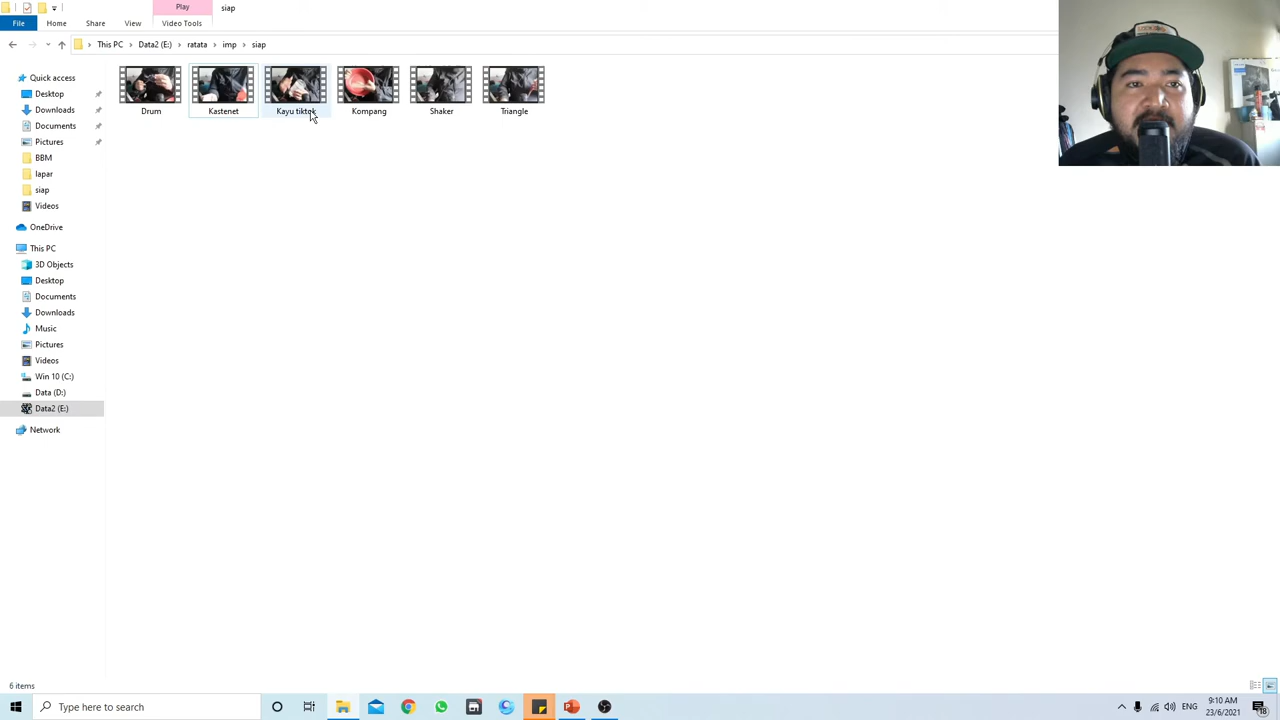 Play
siap
File
Home
Share
View
Video Tools
This PC
Data2 (E:)
ratata
imp
siap
Quick access
Desktop
Downloads
Documents
Pictures
BBM
lapar
siap
Videos
OneDrive
This PC
3D Objects
Desktop
Documents
Downloads
Music
Pictures
Videos
Win 10 (C:)
Data (D:)
Data2 (E:)
Network
Drum
Kastenet
Kayu tiktok
Kompang
Shaker
Triangle
6 items
Type here to search
ENG
9:10 AM
23/6/2021
18